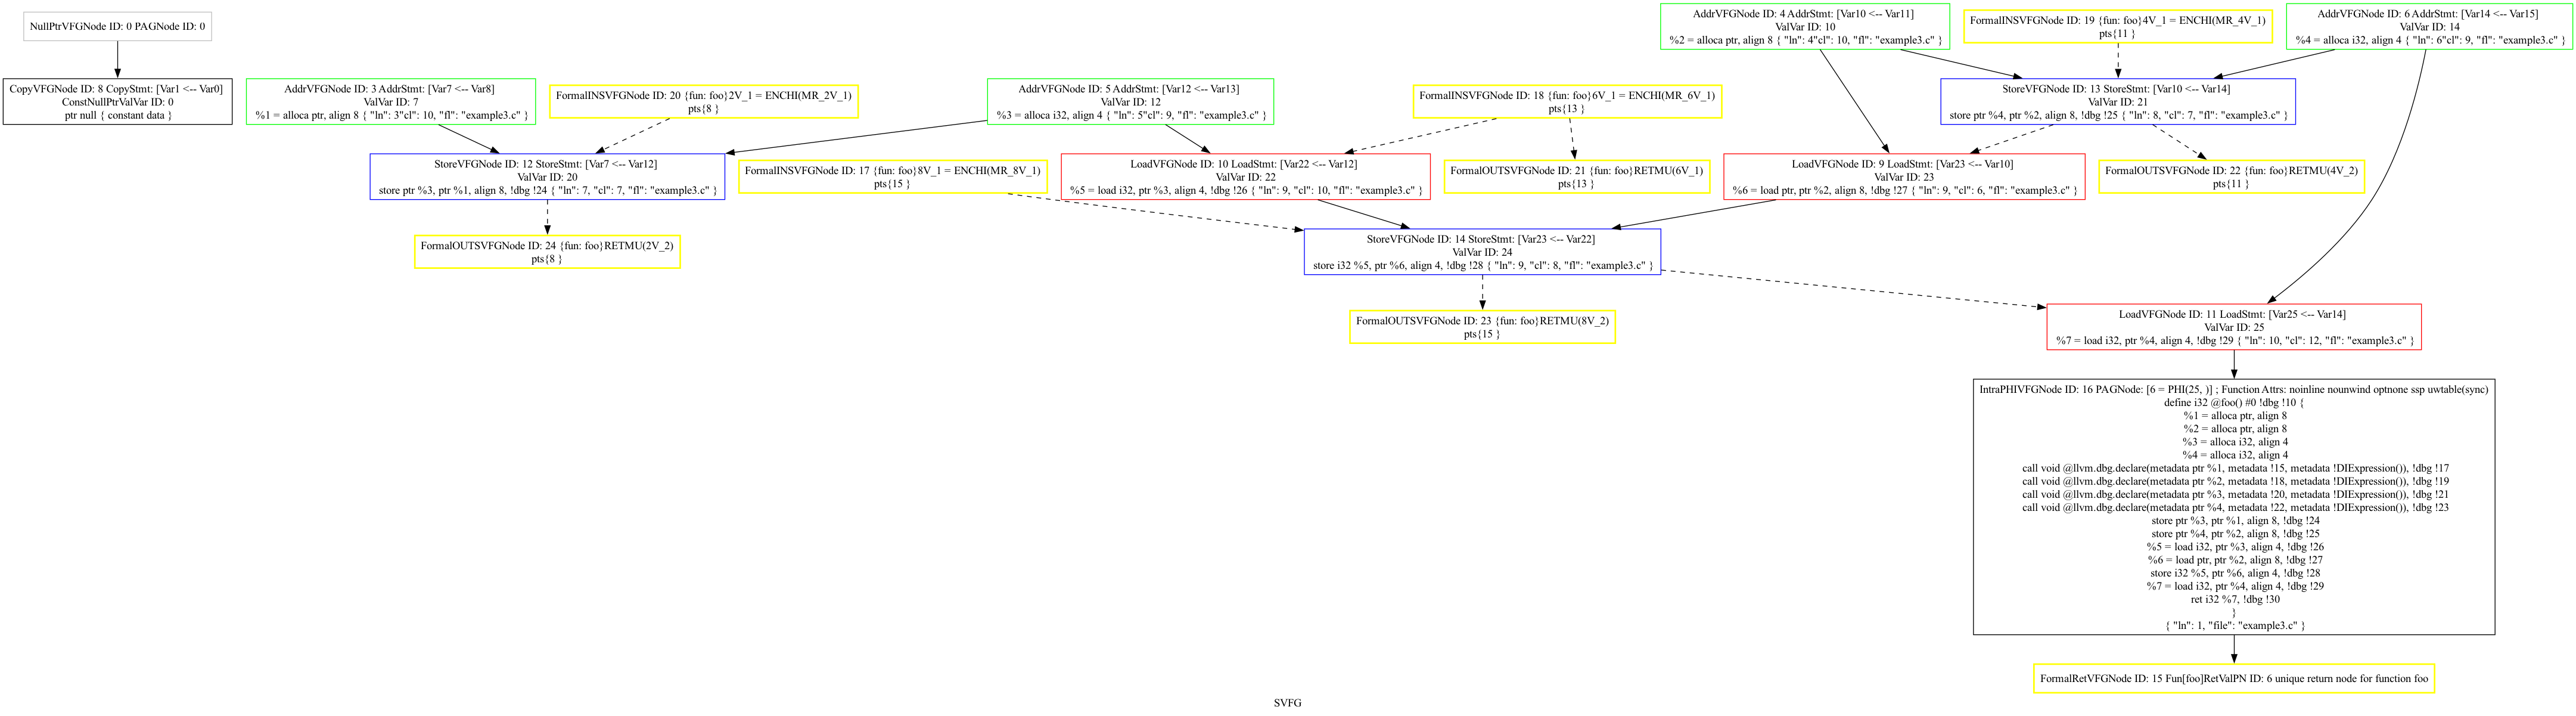 NullPtrVFGNode ID: 0 PAGNode ID: 0
CopyVFGNode ID: 8 CopyStmt: [Var1 <-- Var0]
ConstNullPtrValVar ID: 0
ptr null { constant data }
AddrVFGNode ID: 3 AddrStmt: [Var7 <-- Var8]
ValVar ID: 7
%1 = alloca ptr, align 8 { "ln": 3"cl": 10, "fl": "example3.c" }
FormalINSVFGNode ID: 20 {fun: foo}2V_1 = ENCHI(MR_2V_1)
pts{8 }
AddrVFGNode ID: 5 AddrStmt: [Var12 <-- Var13]
ValVar ID: 12
%3 = alloca i32, align 4 { "ln": 5"cl": 9, "fl": "example3.c" }
FormalINSVFGNode ID: 18 {fun: foo}6V_1 = ENCHI(MR_6V_1)
pts{13 }
AddrVFGNode ID: 4 AddrStmt: [Var10 <-- Var11]
ValVar ID: 10
%2 = alloca ptr, align 8 { "ln": 4"cl": 10, "fl": "example3.c" }
FormalINSVFGNode ID: 19 {fun: foo}4V_1 = ENCHI(MR_4V_1)
pts{11 }
AddrVFGNode ID: 6 AddrStmt: [Var14 <-- Var15]
ValVar ID: 14
%4 = alloca i32, align 4 { "ln": 6"cl": 9, "fl": "example3.c" }
StoreVFGNode ID: 13 StoreStmt: [Var10 <-- Var14]
ValVar ID: 21
store ptr %4, ptr %2, align 8, !dbg !25 { "ln": 8, "cl": 7, "fl": "example3.c" }
StoreVFGNode ID: 12 StoreStmt: [Var7 <-- Var12]
ValVar ID: 20
store ptr %3, ptr %1, align 8, !dbg !24 { "ln": 7, "cl": 7, "fl": "example3.c" }
FormalINSVFGNode ID: 17 {fun: foo}8V_1 = ENCHI(MR_8V_1)
pts{15 }
LoadVFGNode ID: 10 LoadStmt: [Var22 <-- Var12]
ValVar ID: 22
%5 = load i32, ptr %3, align 4, !dbg !26 { "ln": 9, "cl": 10, "fl": "example3.c" }
FormalOUTSVFGNode ID: 21 {fun: foo}RETMU(6V_1)
pts{13 }
LoadVFGNode ID: 9 LoadStmt: [Var23 <-- Var10]
ValVar ID: 23
%6 = load ptr, ptr %2, align 8, !dbg !27 { "ln": 9, "cl": 6, "fl": "example3.c" }
FormalOUTSVFGNode ID: 22 {fun: foo}RETMU(4V_2)
pts{11 }
FormalOUTSVFGNode ID: 24 {fun: foo}RETMU(2V_2)
pts{8 }
StoreVFGNode ID: 14 StoreStmt: [Var23 <-- Var22]
ValVar ID: 24
store i32 %5, ptr %6, align 4, !dbg !28 { "ln": 9, "cl": 8, "fl": "example3.c" }
FormalOUTSVFGNode ID: 23 {fun: foo}RETMU(8V_2)
pts{15 }
LoadVFGNode ID: 11 LoadStmt: [Var25 <-- Var14]
ValVar ID: 25
%7 = load i32, ptr %4, align 4, !dbg !29 { "ln": 10, "cl": 12, "fl": "example3.c" }
IntraPHIVFGNode ID: 16 PAGNode: [6 = PHI(25, )] ; Function Attrs: noinline nounwind optnone ssp uwtable(sync)
define i32 @foo() #0 !dbg !10 {
%1 = alloca ptr, align 8
%2 = alloca ptr, align 8
%3 = alloca i32, align 4
%4 = alloca i32, align 4
call void @llvm.dbg.declare(metadata ptr %1, metadata !15, metadata !DIExpression()), !dbg !17
call void @llvm.dbg.declare(metadata ptr %2, metadata !18, metadata !DIExpression()), !dbg !19
call void @llvm.dbg.declare(metadata ptr %3, metadata !20, metadata !DIExpression()), !dbg !21
call void @llvm.dbg.declare(metadata ptr %4, metadata !22, metadata !DIExpression()), !dbg !23
store ptr %3, ptr %1, align 8, !dbg !24
store ptr %4, ptr %2, align 8, !dbg !25
%5 = load i32, ptr %3, align 4, !dbg !26
%6 = load ptr, ptr %2, align 8, !dbg !27
store i32 %5, ptr %6, align 4, !dbg !28
%7 = load i32, ptr %4, align 4, !dbg !29
ret i32 %7, !dbg !30
}
{ "ln": 1, "file": "example3.c" }
FormalRetVFGNode ID: 15 Fun[foo]RetValPN ID: 6 unique return node for function foo
SVFG